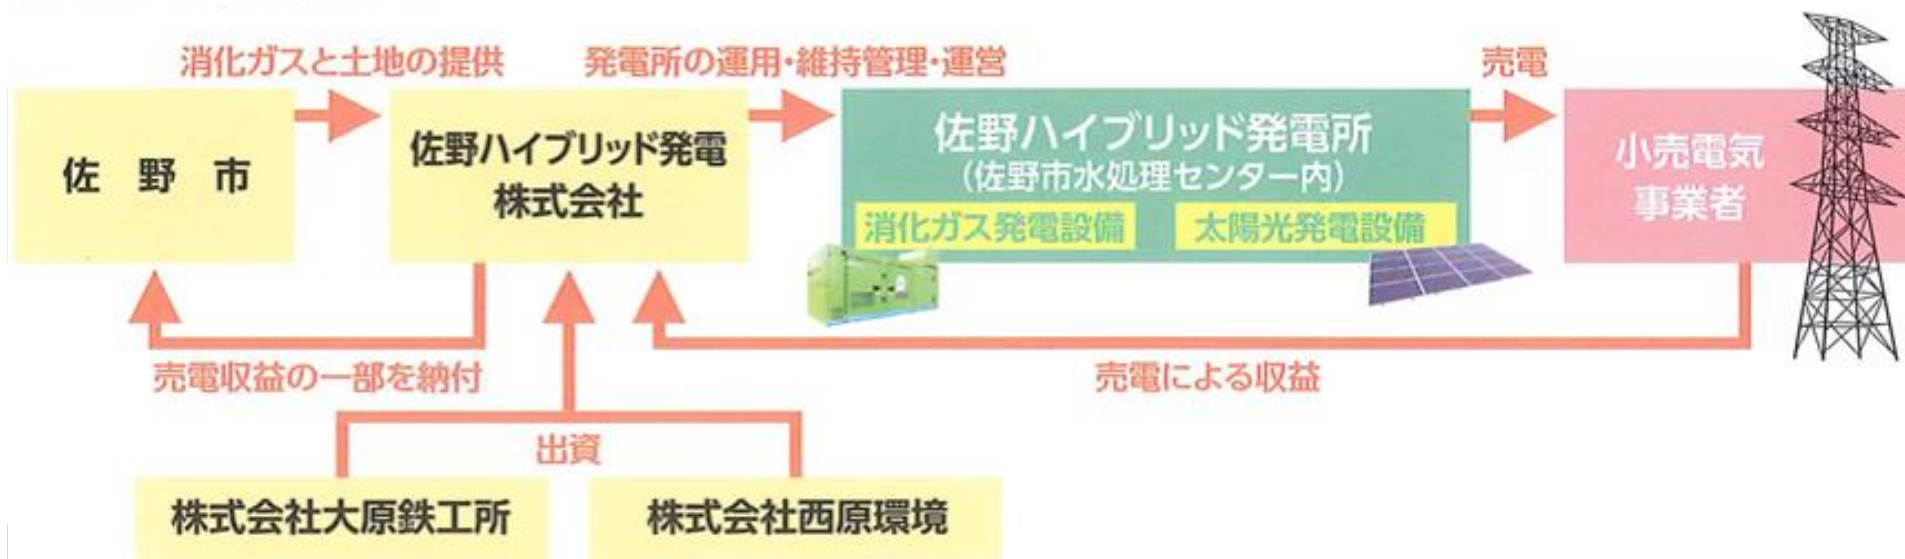 消化ガスと土地の提供
発電所の運用・維持管理・運営
売電
佐 野 市
佐野ハイブリッド発電
株式会社
佐野ハイブリッド発電所
(佐野市水処理センター内)
消化ガス発電設備
太陽光発電設備
小売電気
事業者
売電収益の一部を納付
売電による収益
出資
株式会社大原鉄工所
株式会社西原環境